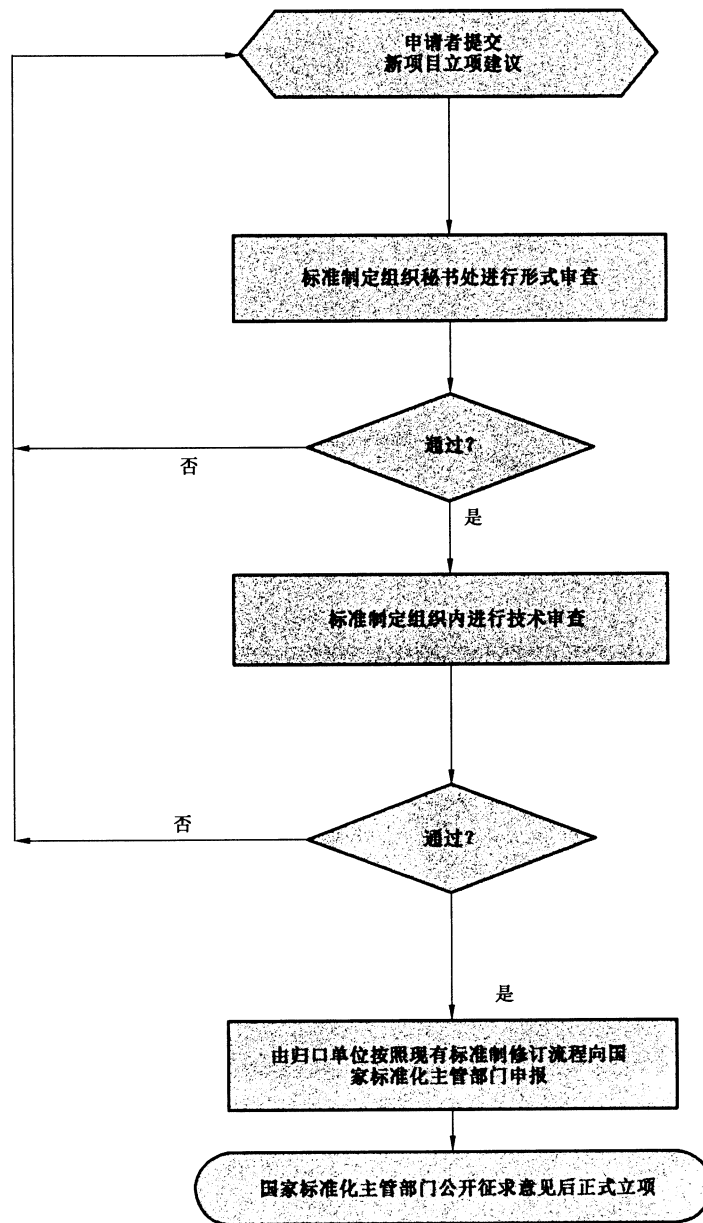 申请者提交
新项目立项建议
标准制定组织秘书处进行形式审查
通过?
否
是
标准制定组织内进行技术审查
否
通过?
是
由归口单位按照现有标准制修订流程向国
家标准化主管部门申报
国家标准化主管部门公开征求意见后正式立项